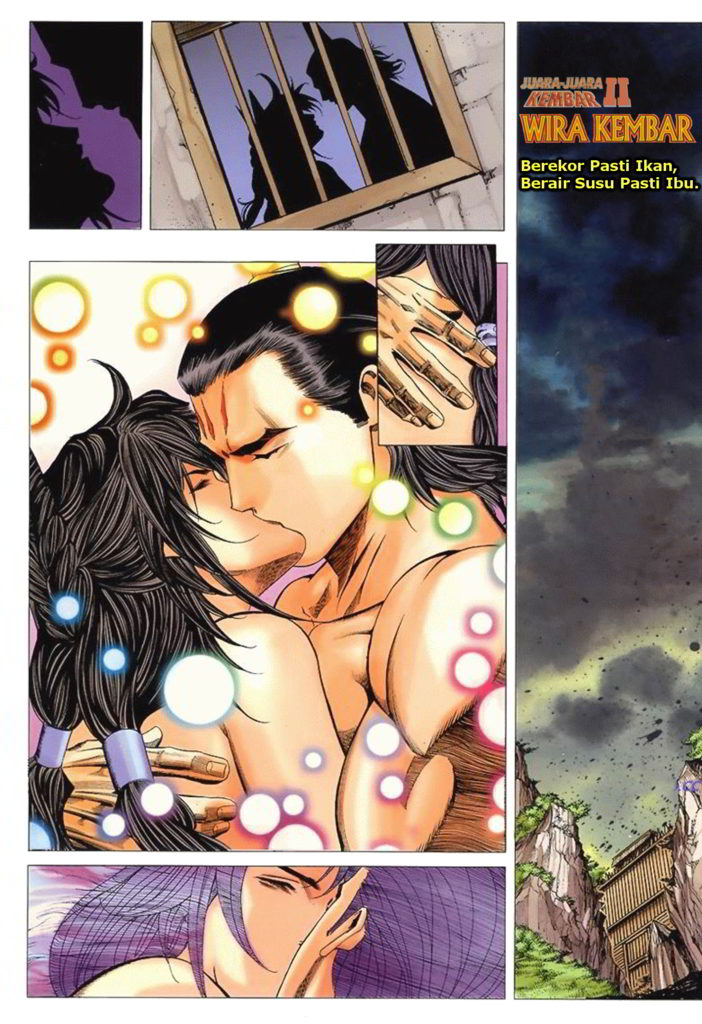 JUARA-JUARA
KEMBAR II
WIRA KEMBAR
Berekor Pasti Ikan,
Berair Susu Pasti Ibu.